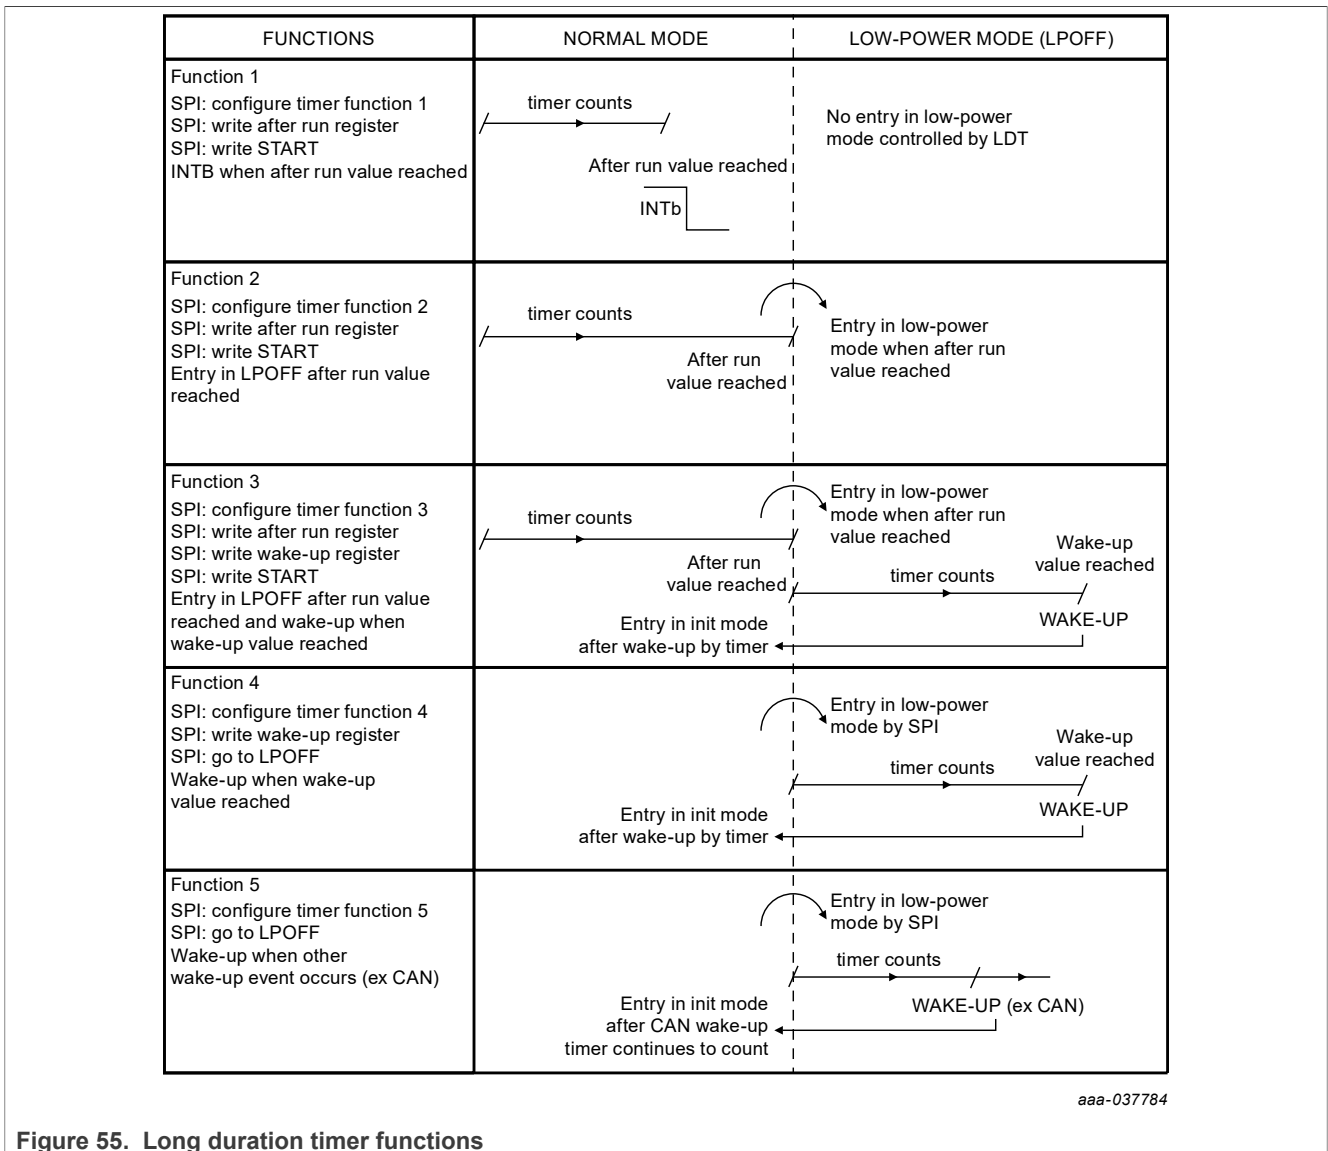 FUNCTIONS
NORMAL MODE
LOW-POWER MODE (LPOFF)
Function 1
SPI: configure timer function 1
SPI: write after run register
SPI: write START
INTB when after run value reached
timer counts
After run value reached
INTb
No entry in low-power
mode controlled by LDT
Function 2
SPI: configure timer function 2
SPI: write after run register
SPI: write START
Entry in LPOFF after run value
reached
timer counts
After run
value reached
Entry in low-power
mode when after run
value reached
Function 3
SPI: configure timer function 3
SPI: write after run register
SPI: write wake-up register
SPI: write START
Entry in LPOFF after run value
reached and wake-up when
wake-up value reached
timer counts
After run
value reached
Entry in init mode
after wake-up by timer
Entry in low-power
mode when after run
value reached
Wake-up
value reached
timer counts
WAKE-UP
Function 4
SPI: configure timer function 4
SPI: write wake-up register
SPI: go to LPOFF
Wake-up when wake-up
value reached
Entry in init mode
after wake-up by timer
Entry in low-power
mode by SPI
Wake-up
value reached
timer counts
WAKE-UP
Function 5
SPI: configure timer function 5
SPI: go to LPOFF
Wake-up when other
wake-up event occurs (ex CAN)
Entry in init mode
after CAN wake-up
timer continues to count
Entry in low-power
mode by SPI
timer counts
WAKE-UP (ex CAN)
aaa-037784
Figure 55. Long duration timer functions